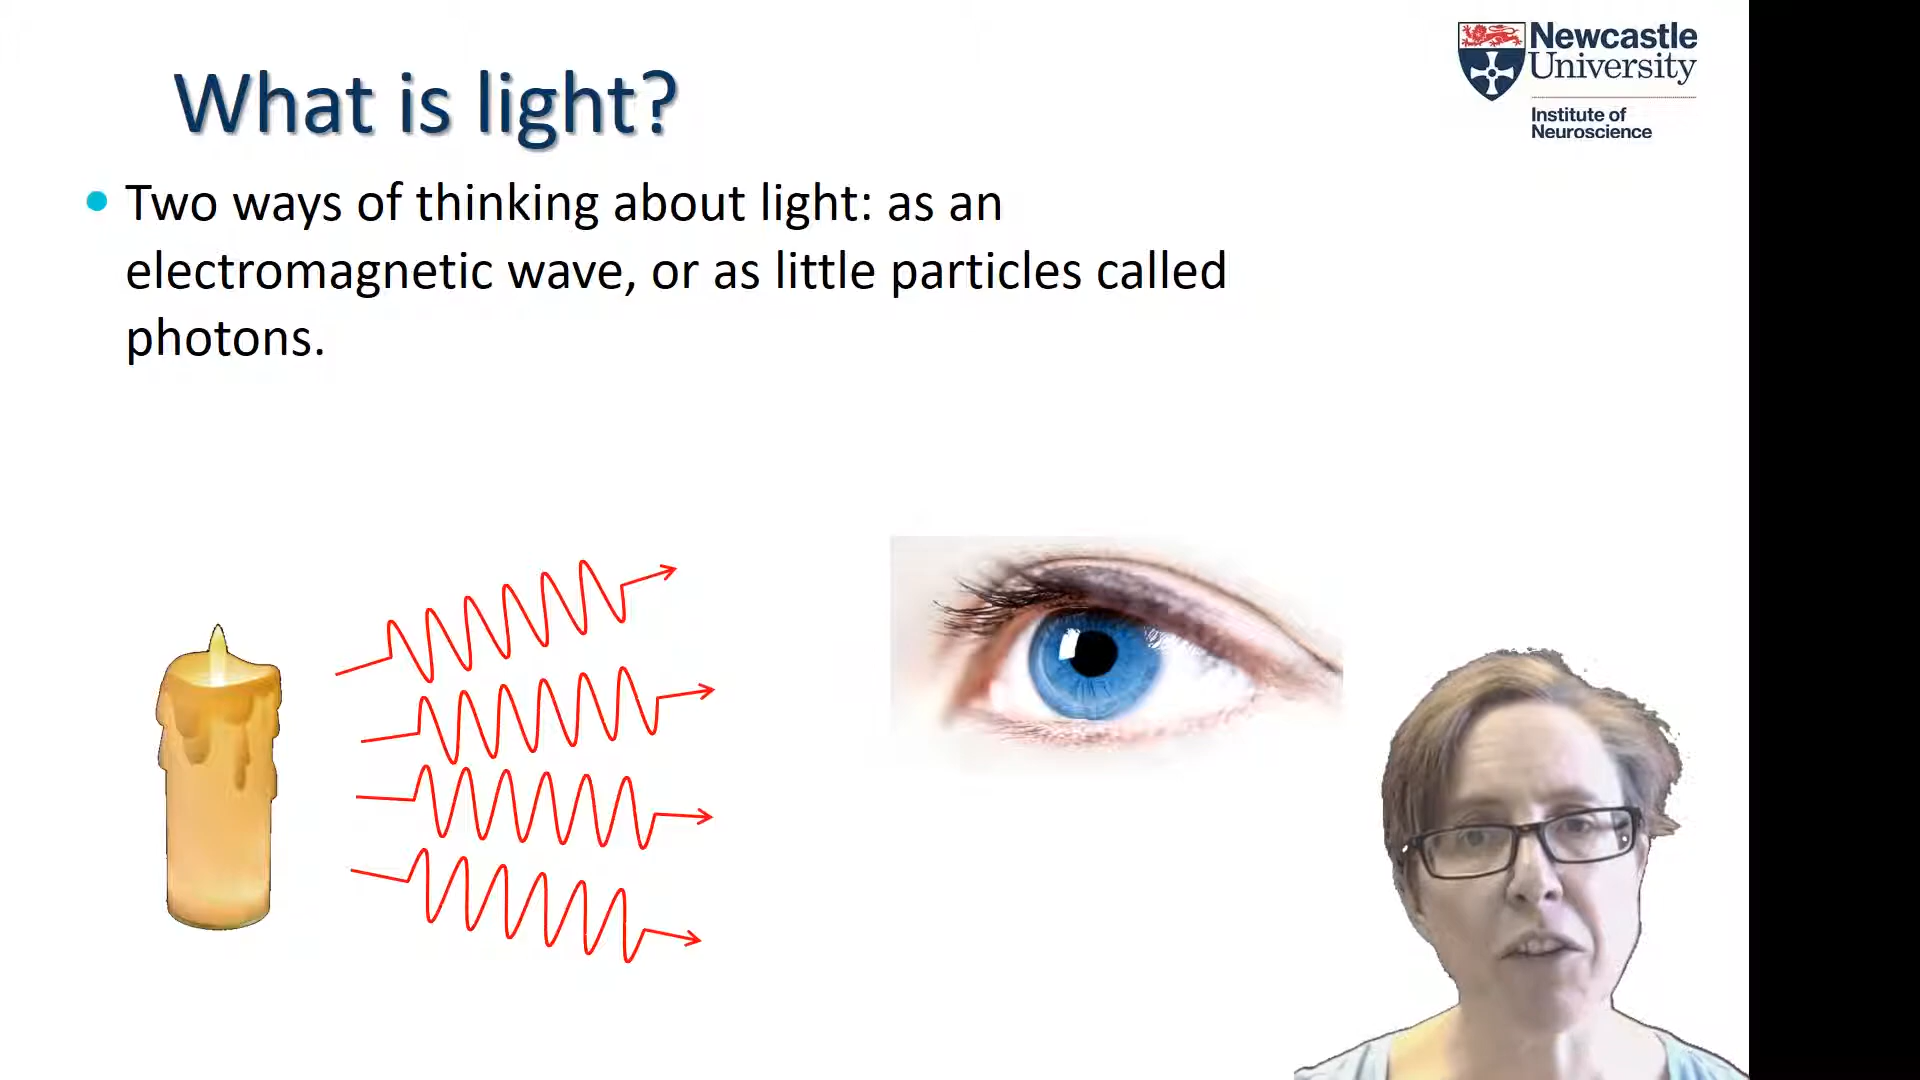 What is light?
Newcastle
University
Institute of
Neuroscience
• Two ways of thinking about light: as an
electromagnetic wave, or as little particles called
photons.